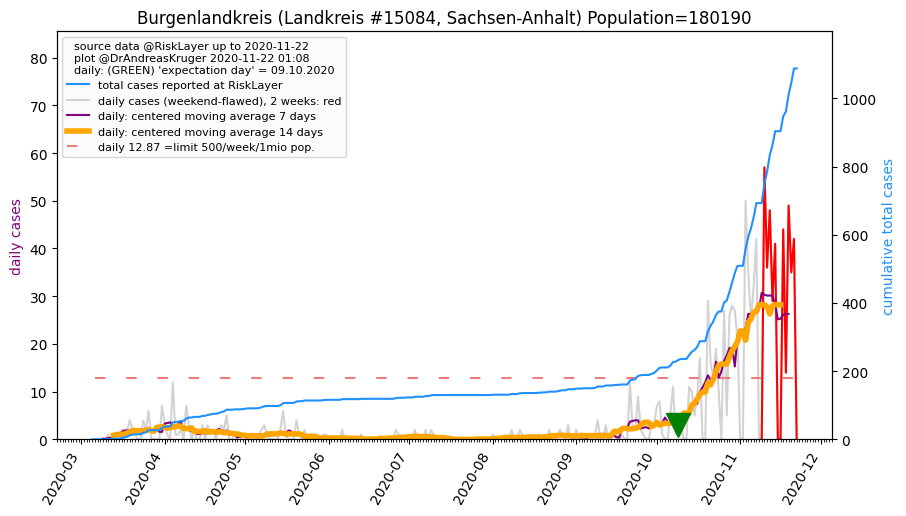 Burgenlandkreis (Landkreis #15084, Sachsen-Anhalt) Population=180190
source data @RiskLayer up to 2020-11-22
plot @DrAndreasKruger 2020-11-22 01:08
daily: (GREEN) 'expectation day' = 09.10.2020
total cases reported at RiskLayer
daily cases (weekend-flawed), 2 weeks: red
daily: centered moving average 7 days
daily: centered moving average 14 days
daily 12.87 =limit 500/week/1mio pop.
daily cases
80
70
60
50
40
30
20
10
0
cumulative total cases
1000
800
600
400
200
0
2020-03
2020-04
2020-05
2020-06
2020-07
2020-08
2020-09
2020-10
2020-11
2020-12